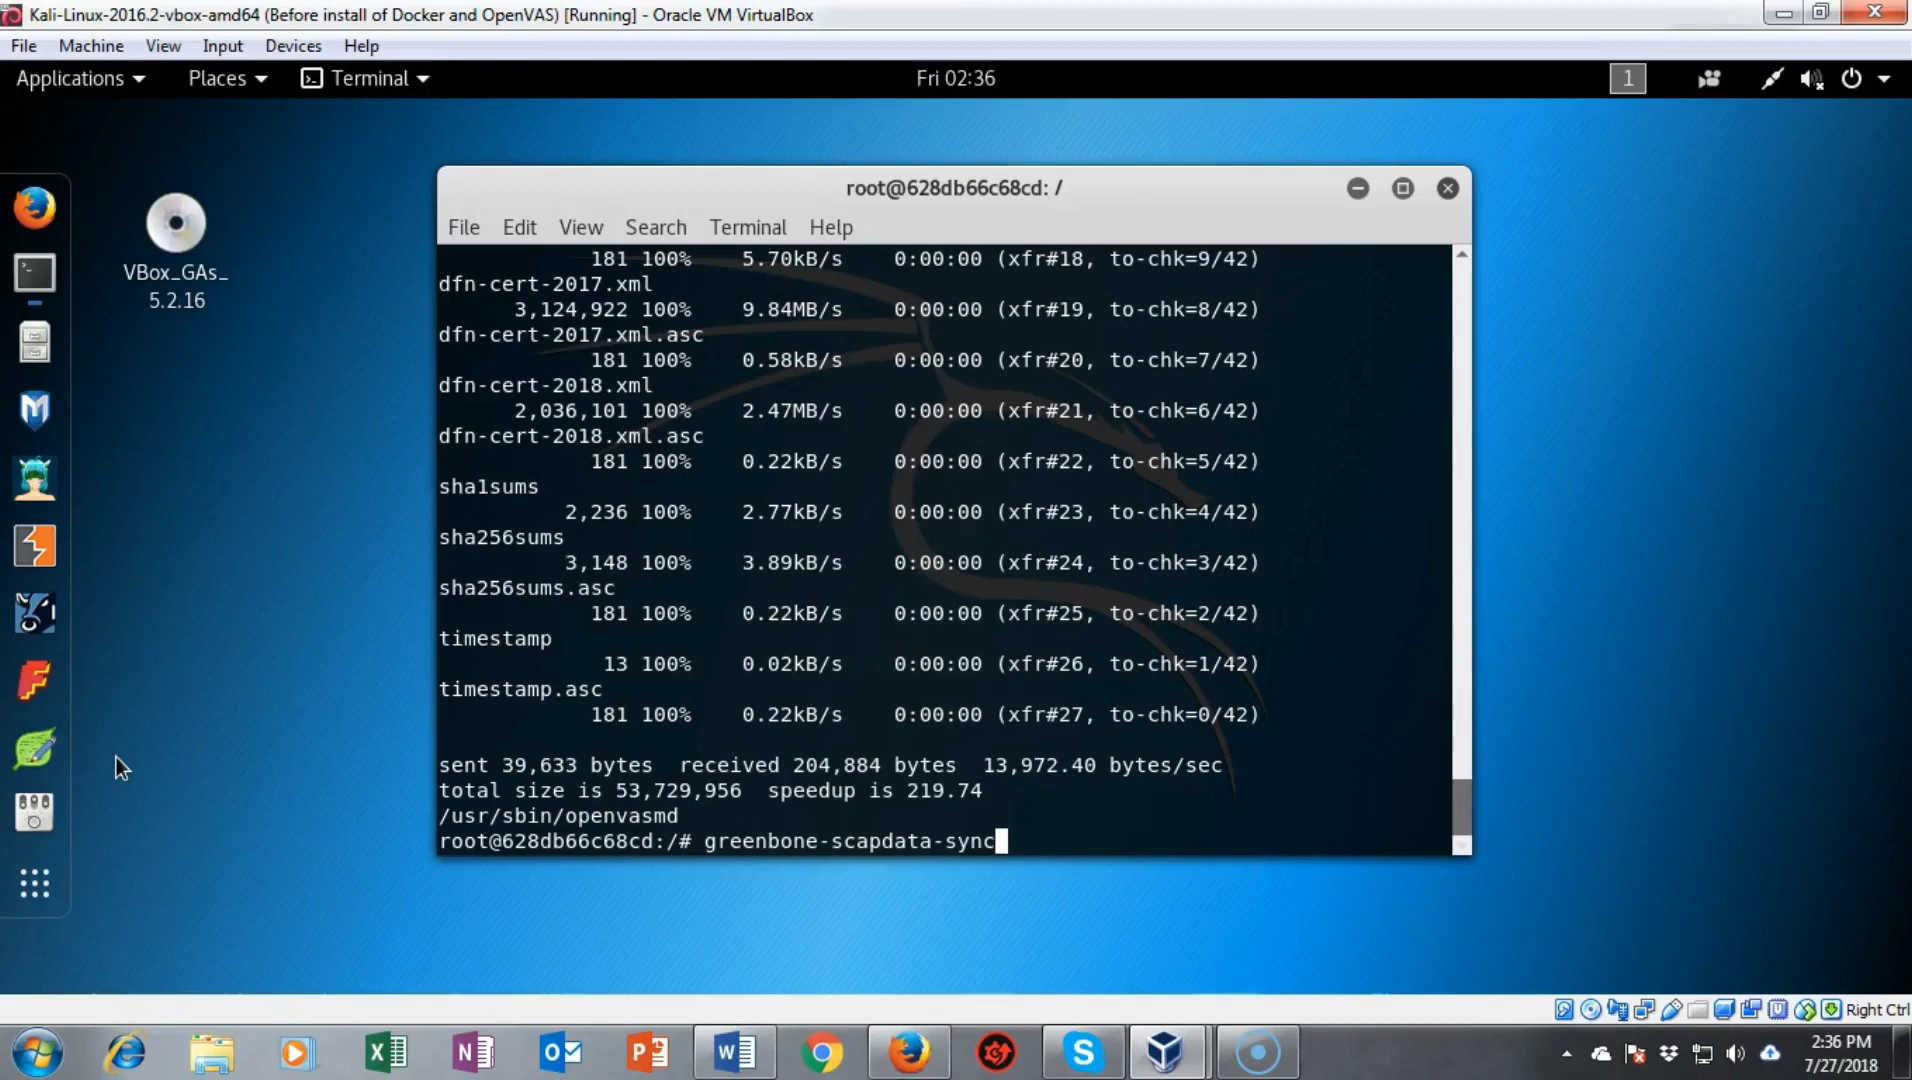 Kali-Linux-2016.2-vbox-amd64 (Before install of Docker and OpenVAS) [Running] - Oracle VM VirtualBox
File Machine View Input Devices Help
Applications Places Terminal Fri 02:36 1
VBox_GAs_
5.2.16
root@628db66c68cd: /
File Edit View Search Terminal Help
181 100% 5.70kB/s 0:00:00 (xfr#18, to-chk=9/42)
dfn-cert-2017.xml
3,124,922 100% 9.84MB/s 0:00:00 (xfr#19, to-chk=8/42)
dfn-cert-2017.xml.asc
181 100% 0.58kB/s 0:00:00 (xfr#20, to-chk=7/42)
dfn-cert-2018.xml
2,036,101 100% 2.47MB/s 0:00:00 (xfr#21, to-chk=6/42)
dfn-cert-2018.xml.asc
181 100% 0.22kB/s 0:00:00 (xfr#22, to-chk=5/42)
sha1sums
2,236 100% 2.77kB/s 0:00:00 (xfr#23, to-chk=4/42)
sha256sums
3,148 100% 3.89kB/s 0:00:00 (xfr#24, to-chk=3/42)
sha256sums.asc
181 100% 0.22kB/s 0:00:00 (xfr#25, to-chk=2/42)
timestamp
13 100% 0.02kB/s 0:00:00 (xfr#26, to-chk=1/42)
timestamp.asc
181 100% 0.22kB/s 0:00:00 (xfr#27, to-chk=0/42)
sent 39,633 bytes received 204,884 bytes 13,972.40 bytes/sec
total size is 53,729,956 speedup is 219.74
/usr/sbin/openvasmd
root@628db66c68cd:/# greenbone-scapdata-sync
Right Ctrl
2:36 PM
7/27/2018